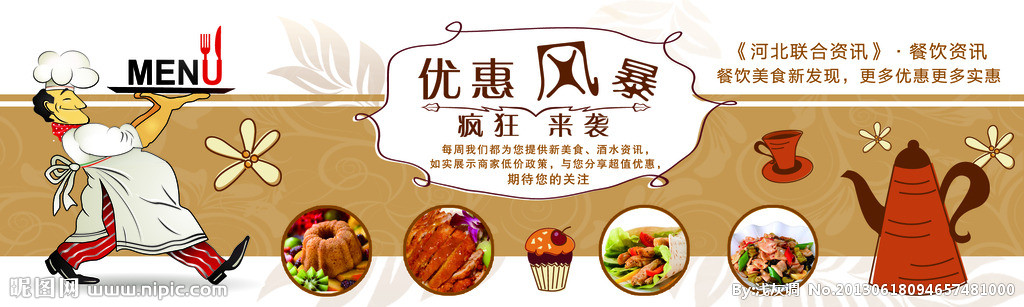 MENU
优惠风暴
疯狂 来袭
每周我们都为您提供新美食、酒水资讯，
如实展示商家低价政策，与您分享超值优惠，
期待您的关注
《河北联合资讯》·餐饮资讯
餐饮美食新发现，更多优惠更多实惠
昵图网 www.nipic.com
By:浅灰调 No.20130618094657481000